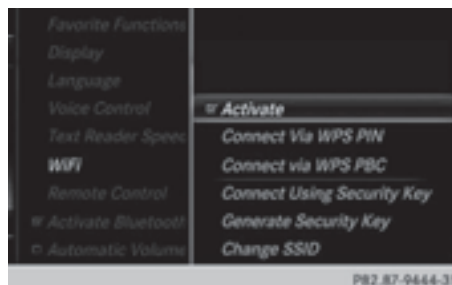 Favorite Functions
Display
Language
Voice Control
Text Reader Speed
WiFi
Remote Control
Activate Bluetooth
Automatic Volume
Activate
Connect Via WPS PIN
Connect via WPS PBC
Connect Using Security Key
Generate Security Key
Change SSID
P82.87-9444-31